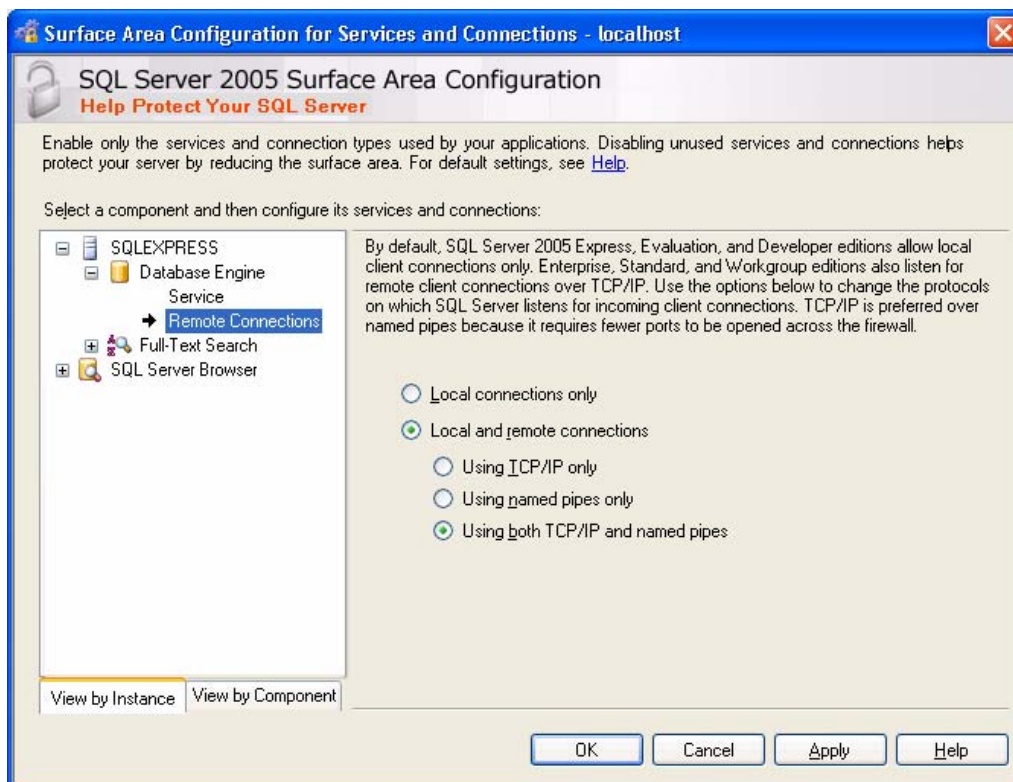 Surface Area Configuration for Services and Connections - localhost
SQL Server 2005 Surface Area Configuration
Help Protect Your SQL Server
Enable only the services and connection types used by your applications. Disabling unused services and connections helps
protect your server by reducing the surface area. For default settings, see Help.
Select a component and then configure its services and connections:
SQLEXPRESS
Database Engine
Service
Remote Connections
Full-Text Search
SQL Server Browser
View by Instance
View by Component
By default, SQL Server 2005 Express, Evaluation, and Developer editions allow local
client connections only. Enterprise, Standard, and Workgroup editions also listen for
remote client connections over TCP/IP. Use the options below to change the protocols
on which SQL Server listens for incoming client connections. TCP/IP is preferred over
named pipes because it requires fewer ports to be opened across the firewall.
Local connections only
Local and remote connections
Using TCP/IP only
Using named pipes only
Using both TCP/IP and named pipes
OK
Cancel
Apply
Help